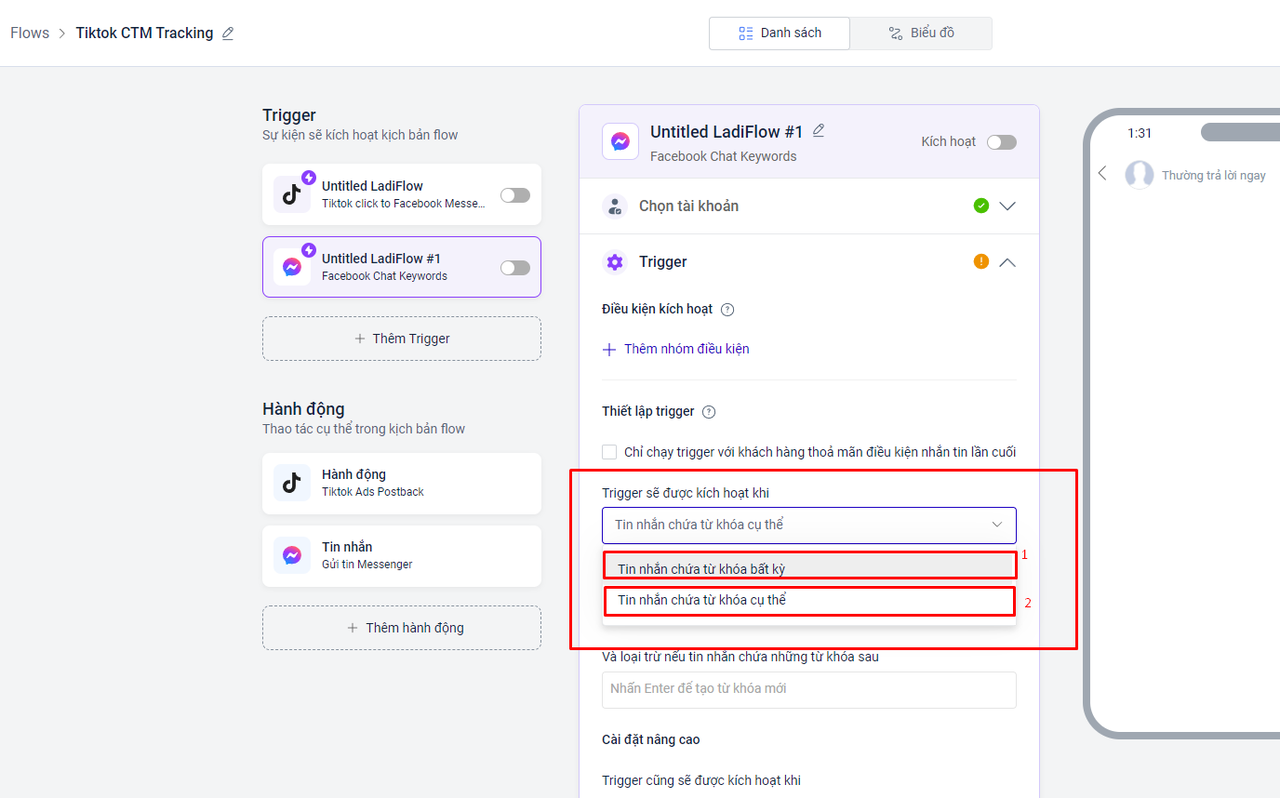 Flows > Tiktok CTM Tracking
Danh sách
Biểu đồ
Trigger
Sự kiện sẽ kích hoạt kịch bản flow
Untitled LadiFlow
Tiktok click to Facebook Messe...
Untitled LadiFlow #1
Facebook Chat Keywords
+ Thêm Trigger
Hành động
Thao tác cụ thể trong kịch bản flow
Hành động
Tiktok Ads Postback
Tin nhắn
Gửi tin Messenger
+ Thêm hành động
Untitled LadiFlow #1
Facebook Chat Keywords
Kích hoạt
Chọn tài khoản
Trigger
Điều kiện kích hoạt
+ Thêm nhóm điều kiện
Thiết lập trigger
Chỉ chạy trigger với khách hàng thoả mãn điều kiện nhắn tin lần cuối
Trigger sẽ được kích hoạt khi
Tin nhắn chứa từ khóa cụ thể
Tin nhắn chứa từ khóa bất kỳ
1
Tin nhắn chứa từ khóa cụ thể
2
Và loại trừ nếu tin nhắn chứa những từ khóa sau
Nhấn Enter để tạo từ khóa mới
Cài đặt nâng cao
Trigger cũng sẽ được kích hoạt khi
1:31
Thường trả lời ngay